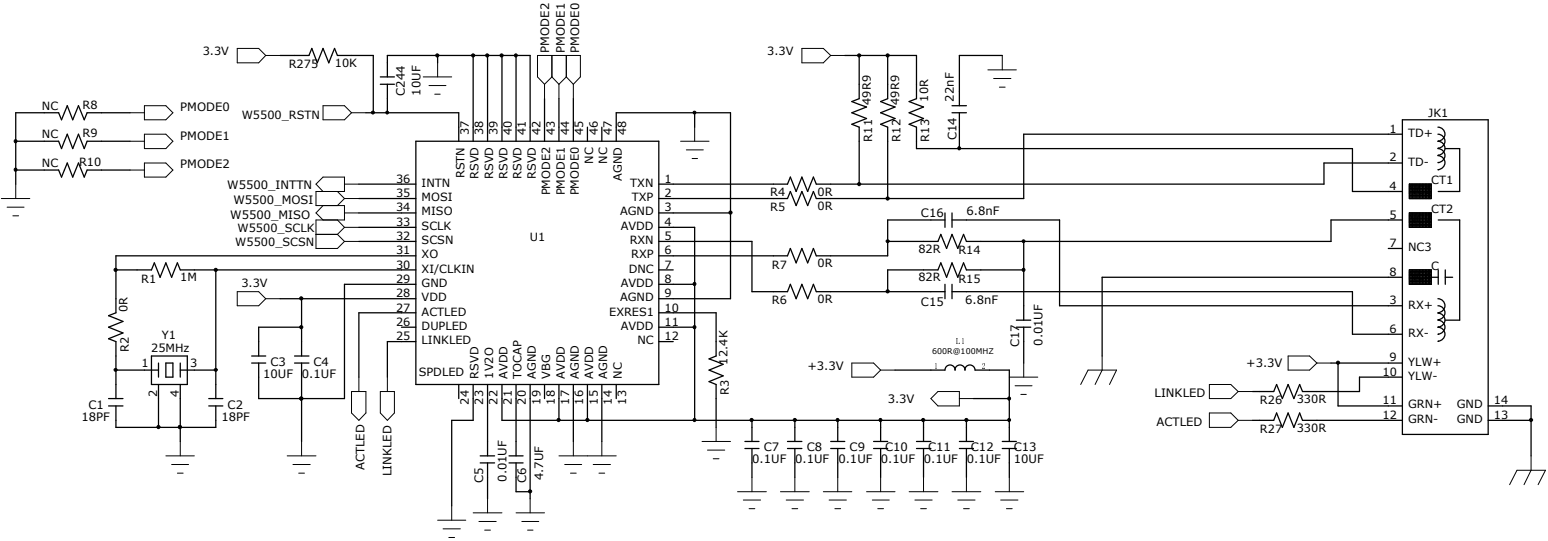 PMODE2
PMODE1
PMODE0
3.3V
R275
10K
C244
10UF
W5500_RSTN
NC
R8
PMODE0
NC
R9
PMODE1
NC
R10
PMODE2
37
38
39
40
41
42
43
44
45
46
47
48
RSTN
RSVD
RSVD
RSVD
RSVD
RSVD
PMODE2
PMODE1
PMODE0
NC
NC
AGND
W5500_INTTN
36
INTN
W5500_MOSI
35
MOSI
W5500_MISO
34
MISO
W5500_SCLK
33
SCLK
W5500_SCSN
32
SCSN
31
XO
30
XI/CLKIN
29
GND
28
VDD
27
ACTLED
26
DUPLED
25
LINKLED
SPDLED
U1
TXN
1
TXP
2
AGND
3
AVDD
4
RXN
5
RXP
6
DNC
7
AVDD
8
AGND
9
EXRES1
10
AVDD
11
NC
12
RSVD
1V2O
AVDD
TOCAP
AGND
VBG
AVDD
AGND
AVDD
AGND
NC
24
23
22
21
20
19
18
17
16
15
14
13
R1
1M
0R
R2
Y1
25MHz
1
3
2
4
C1
18PF
C2
18PF
3.3V
C3
10UF
C4
0.1UF
ACTLED
LINKLED
C5
0.01UF
C6
4.7UF
R3
12.4K
3.3V
R11
49R9
R12
49R9
R13
10R
C14
22nF
R4
0R
R5
0R
C16
6.8nF
82R
R14
R7
0R
82R
R15
R6
0R
C15
6.8nF
C17
0.01UF
L1
600R@100MHZ
1
2
+3.3V
3.3V
C7
0.1UF
C8
0.1UF
C9
0.1UF
C10
0.1UF
C11
0.1UF
C12
0.1UF
C13
10UF
JK1
1
TD+
2
TD-
4
CT1
5
CT2
7
NC3
8
C
3
RX+
6
RX-
+3.3V
9
YLW+
10
YLW-
LINKLED
R26
330R
11
GRN+
GND
14
ACTLED
R27
330R
12
GRN-
GND
13